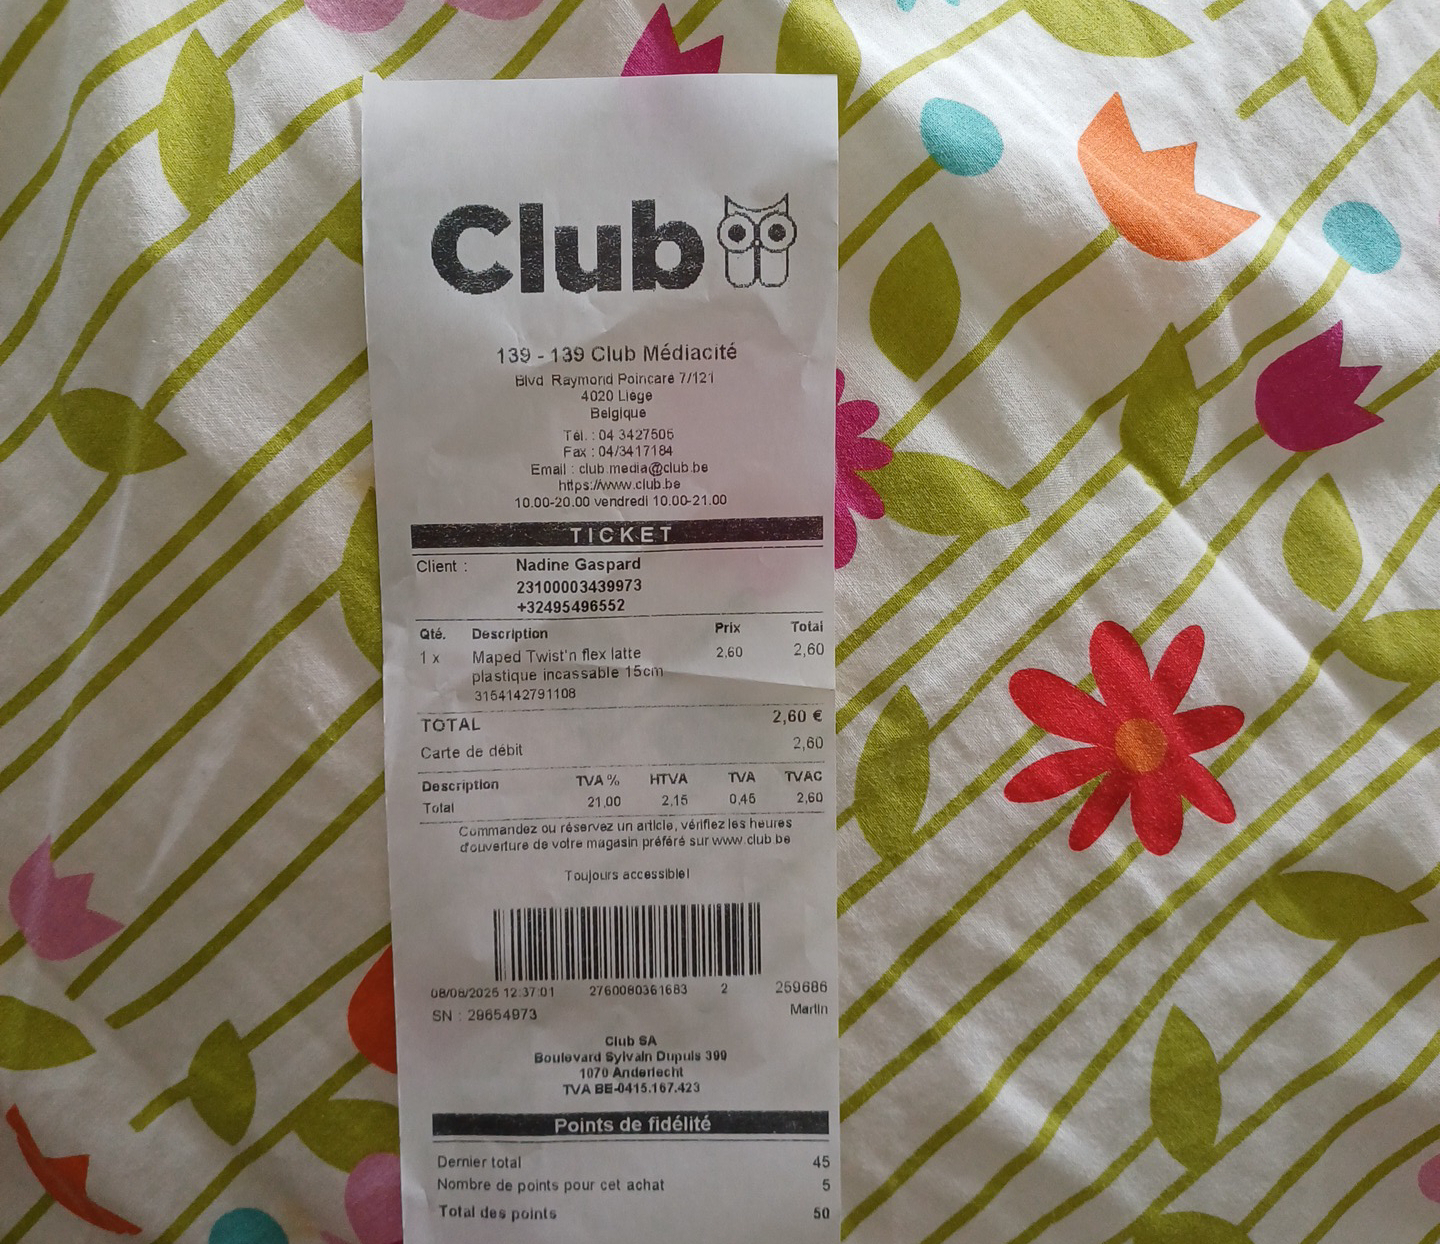 Club
139 - 139 Club Médiacité
Blvd Raymond Poincaré 7/121
4020 Liège
Belgique
Tél. : 04 3427505
Fax : 04/3417184
Email : club.media@club.be
https://www.club.be
10.00-20.00 vendredi 10.00-21.00
TICKET
Client : Nadine Gaspard
23100003439973
+32495496552
Qté. Description Prix Total
1 x Maped Twist'n flex latte 2,60 2,60
plastique incassable 15cm
3154142791108
TOTAL 2,60 €
Carte de débit 2,60
Description TVA % HTVA TVA TVAC
Total 21,00 2,15 0,45 2,60
Commandez ou réservez un article, vérifiez les heures
d'ouverture de votre magasin préféré sur www.club.be
Toujours accessible!
08/08/2025 12:37:01 2760080361683 2 259686
SN : 29654973 Martin
Club SA
Boulevard Sylvain Dupuis 399
1070 Anderlecht
TVA BE-0415.167.423
Points de fidélité
Dernier total 45
Nombre de points pour cet achat 5
Total des points 50